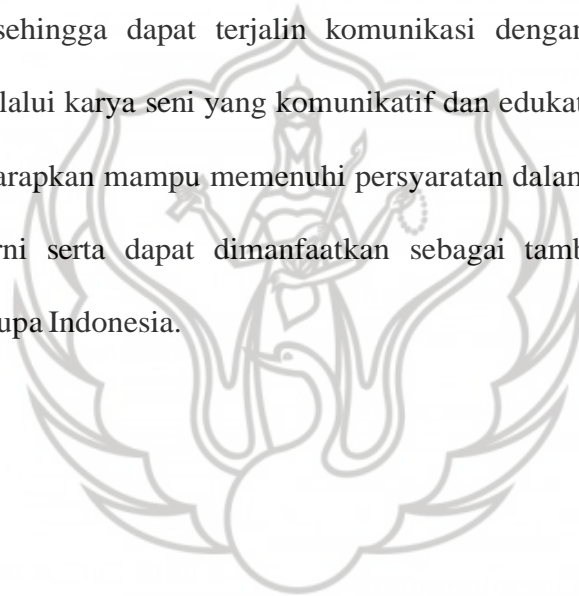 sehingga dapat terjalin komunikasi dengan
lalui karya seni yang komunikatif dan edukat
arapkan mampu memenuhi persyaratan dalam
rni serta dapat dimanfaatkan sebagai tamb
upa Indonesia.